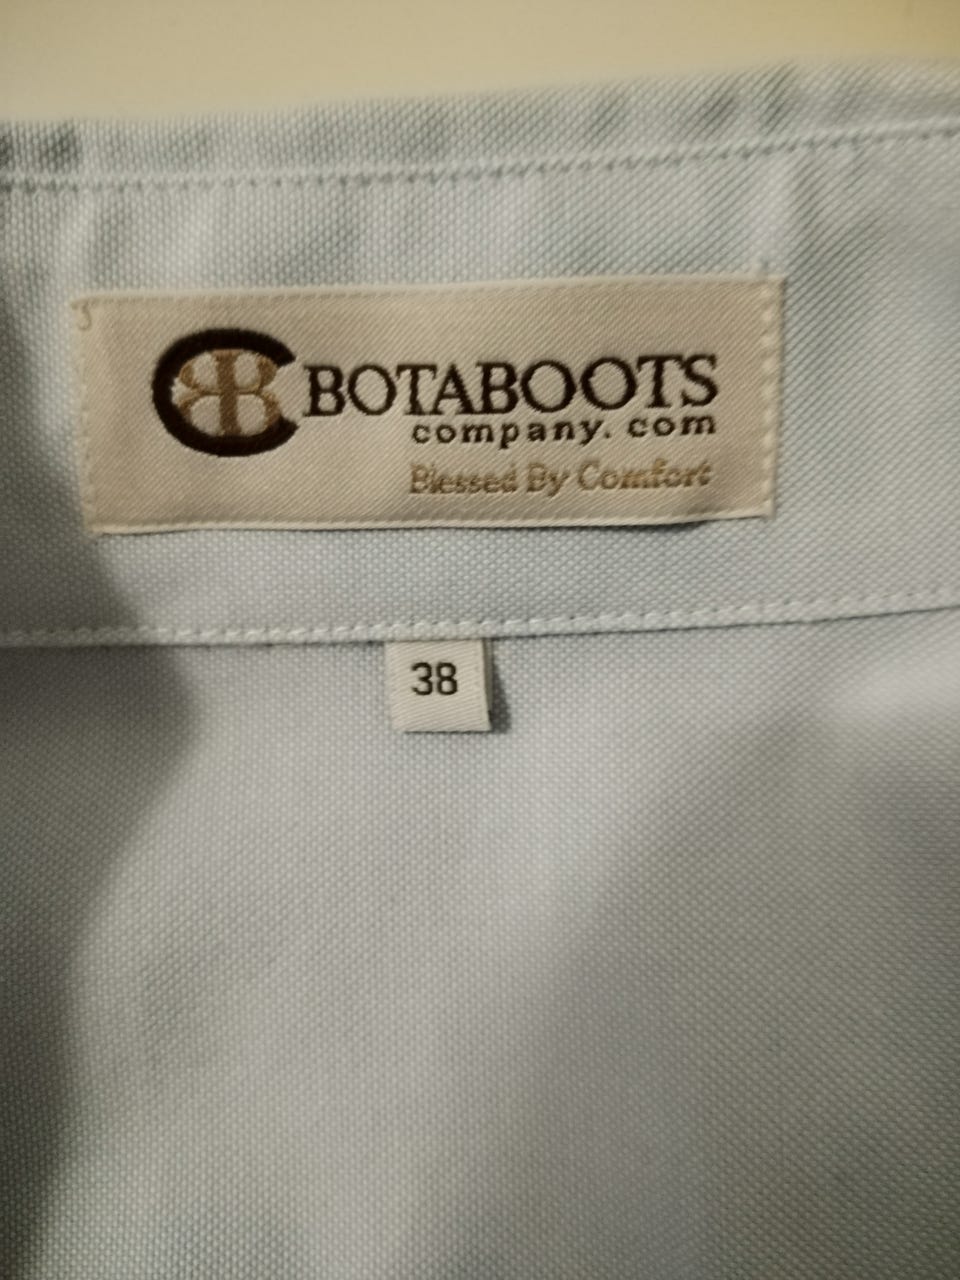 BOTABOOTS
company. com
Blessed By Comfort
38